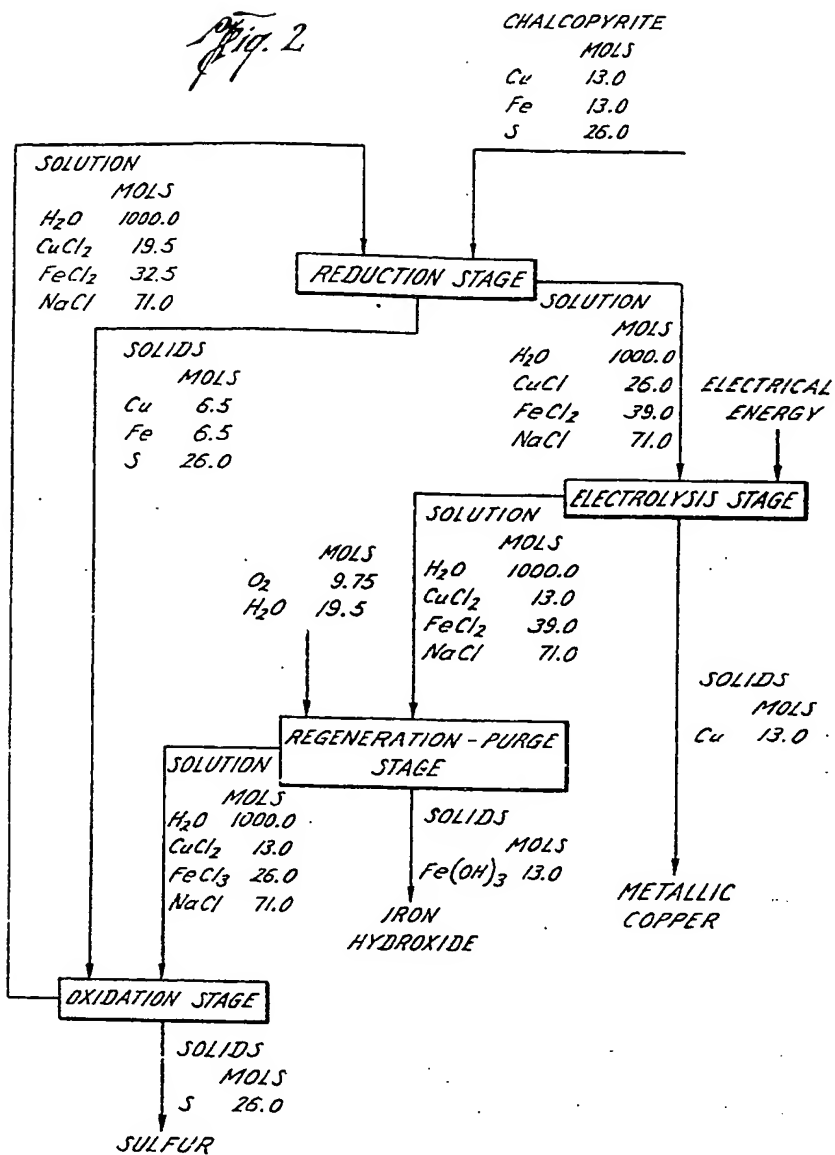 Fig. 2
CHALCOPYRITE
MOLS
Cu 13.0
Fe 13.0
S 26.0
SOLUTION
MOLS
H2O 1000.0
CuCl2 19.5
FeCl2 32.5
NaCl 71.0
REDUCTION STAGE
SOLIDS
MOLS
Cu 6.5
Fe 6.5
S 26.0
SOLUTION
MOLS
H2O 1000.0
CuCl 26.0
FeCl2 39.0
NaCl 71.0
ELECTRICAL
ENERGY
ELECTROLYSIS STAGE
SOLUTION
MOLS
H2O 1000.0
CuCl2 13.0
FeCl2 39.0
NaCl 71.0
MOLS
O2 9.75
H2O 19.5
SOLIDS
MOLS
Cu 13.0
METALLIC
COPPER
REGENERATION-PURGE
STAGE
SOLUTION
MOLS
H2O 1000.0
CuCl2 13.0
FeCl3 26.0
NaCl 71.0
SOLIDS
MOLS
Fe(OH)3 13.0
IRON
HYDROXIDE
OXIDATION STAGE
SOLIDS
MOLS
S 26.0
SULFUR